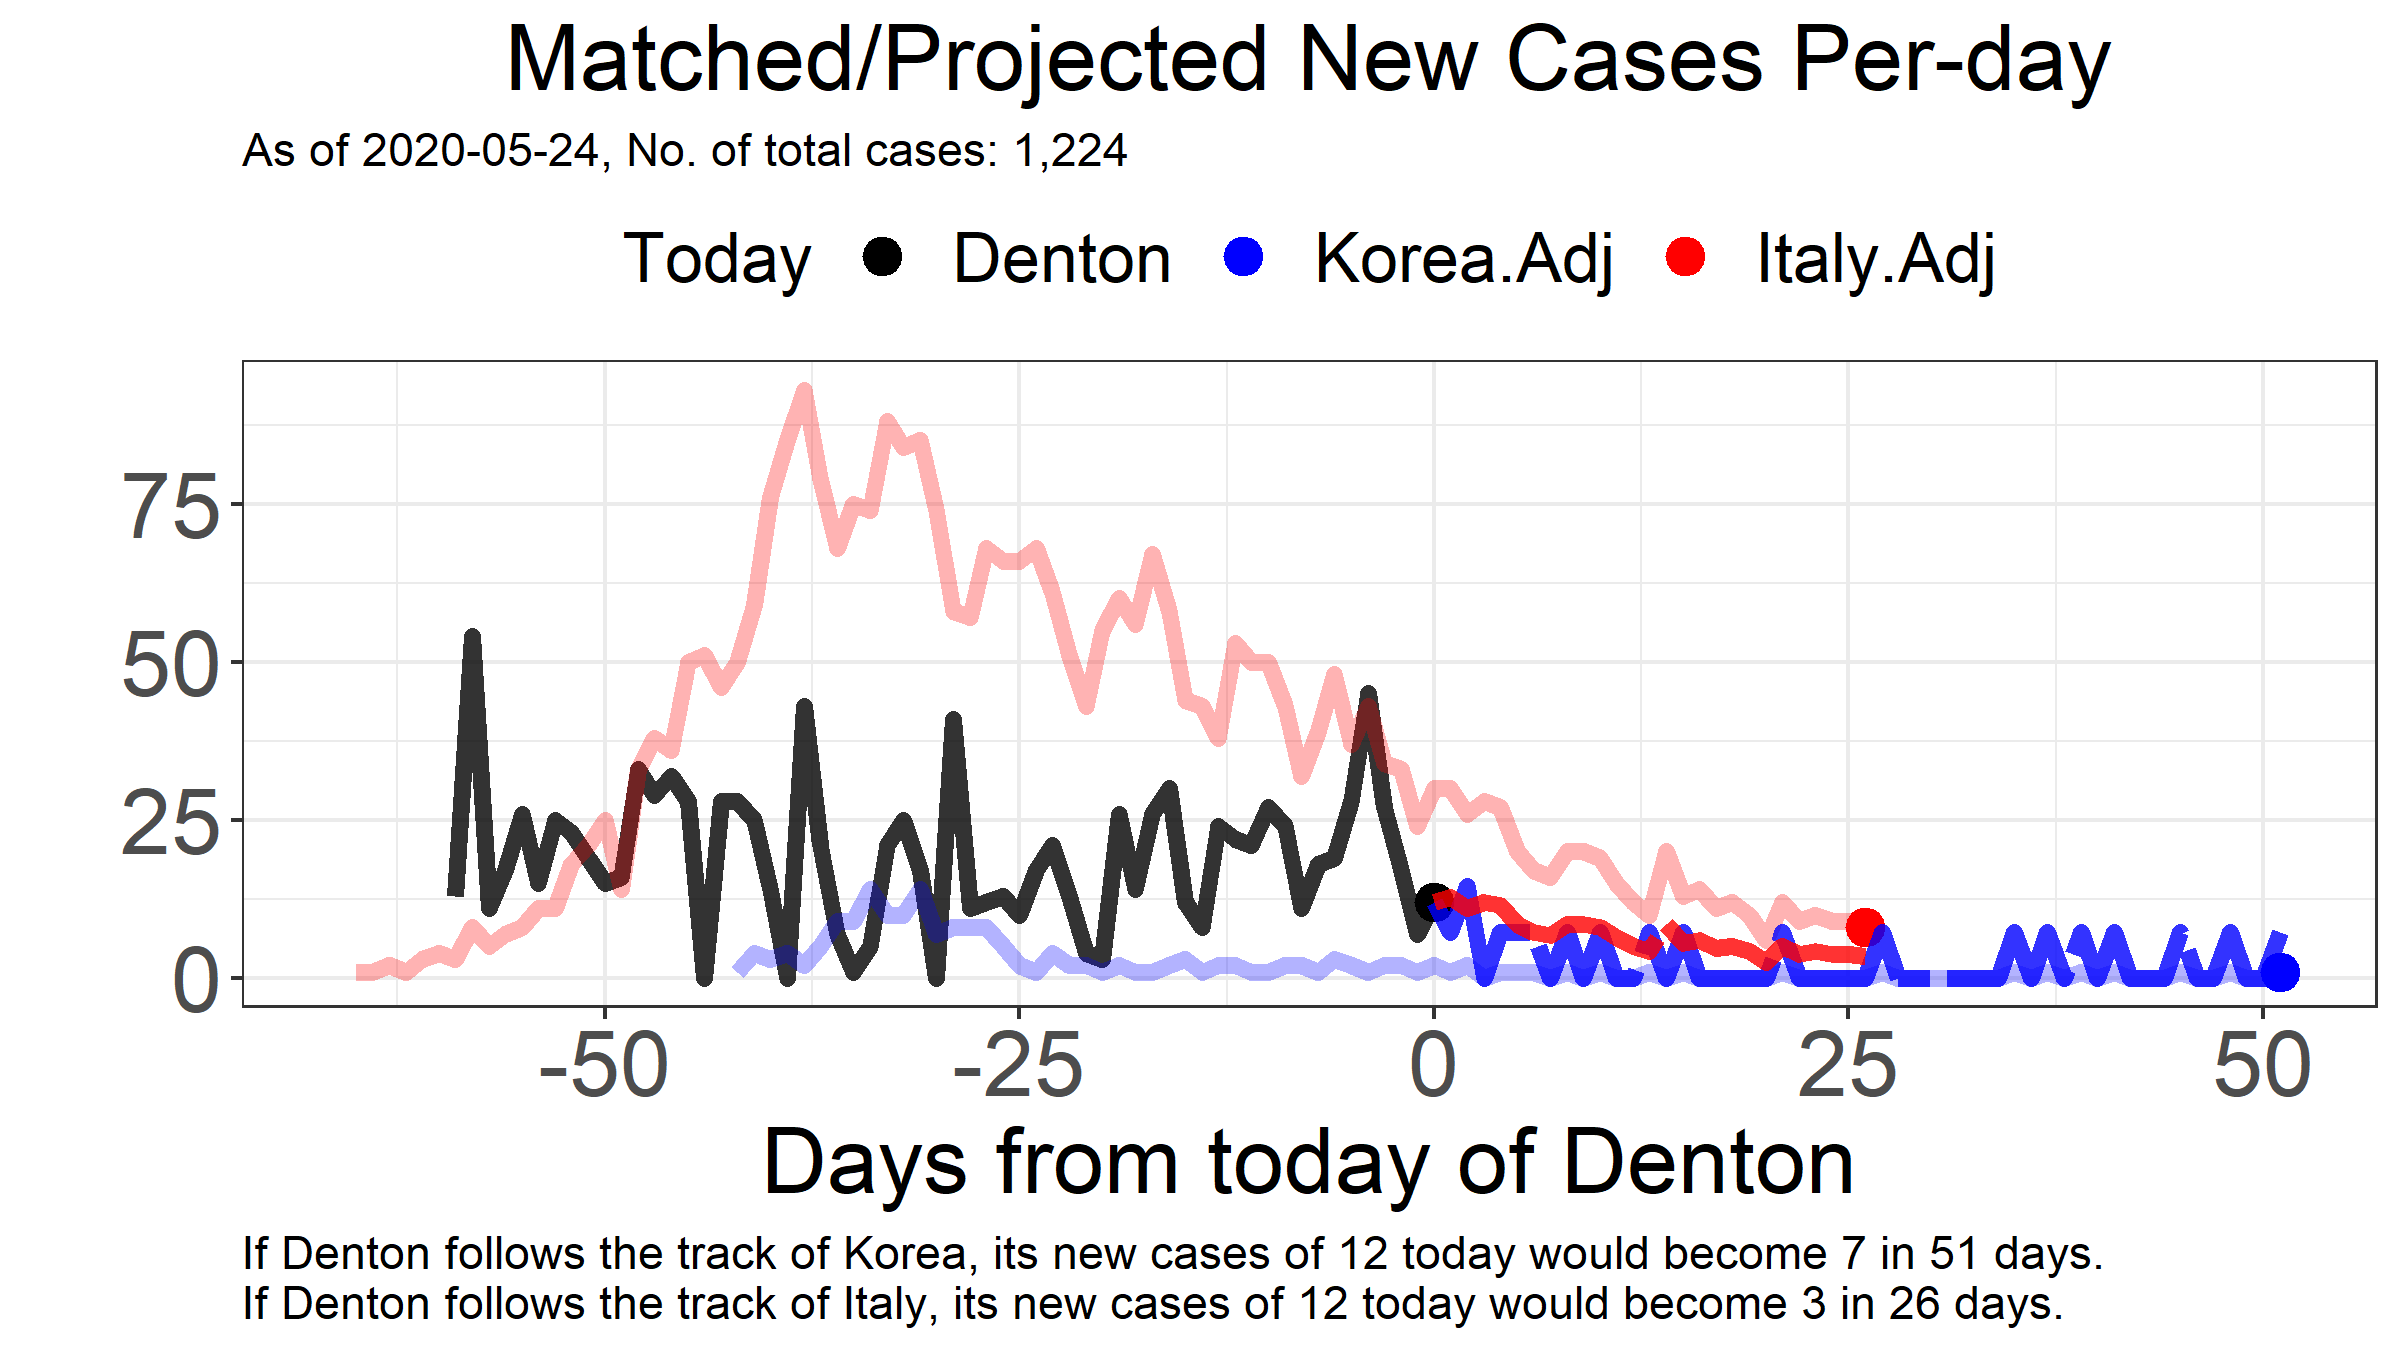 Matched/Projected New Cases Per-day
As of 2020-05-24, No. of total cases: 1,224
Today Denton Korea.Adj Italy.Adj
75
50
25
0
-50 -25 0 25 50
Days from today of Denton
If Denton follows the track of Korea, its new cases of 12 today would become 7 in 51 days.
If Denton follows the track of Italy, its new cases of 12 today would become 3 in 26 days.